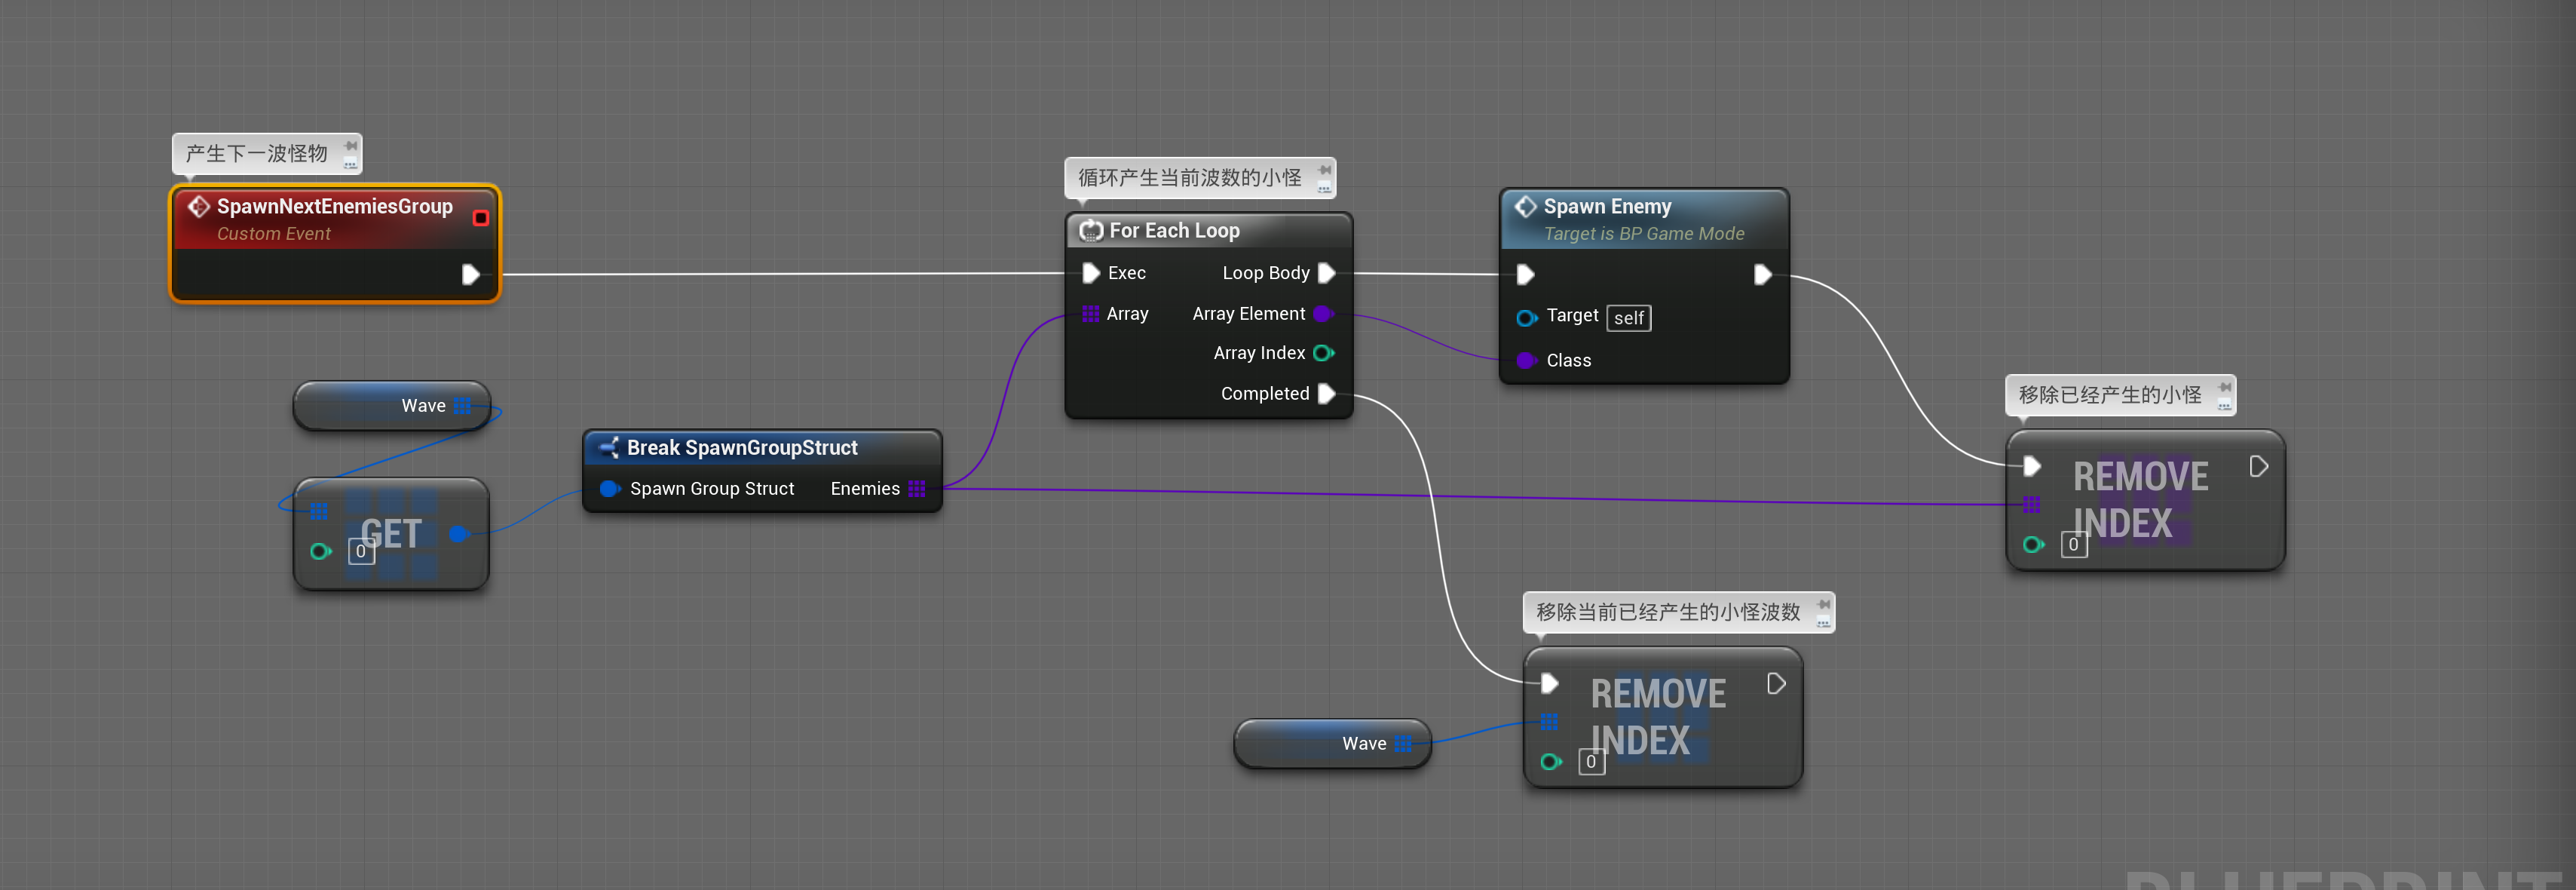 产生下一波怪物
SpawnNextEnemiesGroup
Custom Event
Wave
GET
0
Break SpawnGroupStruct
Spawn Group Struct
Enemies
循环产生当前波数的小怪
For Each Loop
Exec
Loop Body
Array
Array Element
Array Index
Completed
Spawn Enemy
Target is BP Game Mode
Target
self
Class
移除已经产生的小怪
REMOVE
INDEX
0
移除当前已经产生的小怪波数
REMOVE
INDEX
0
Wave
BLUEPRINT